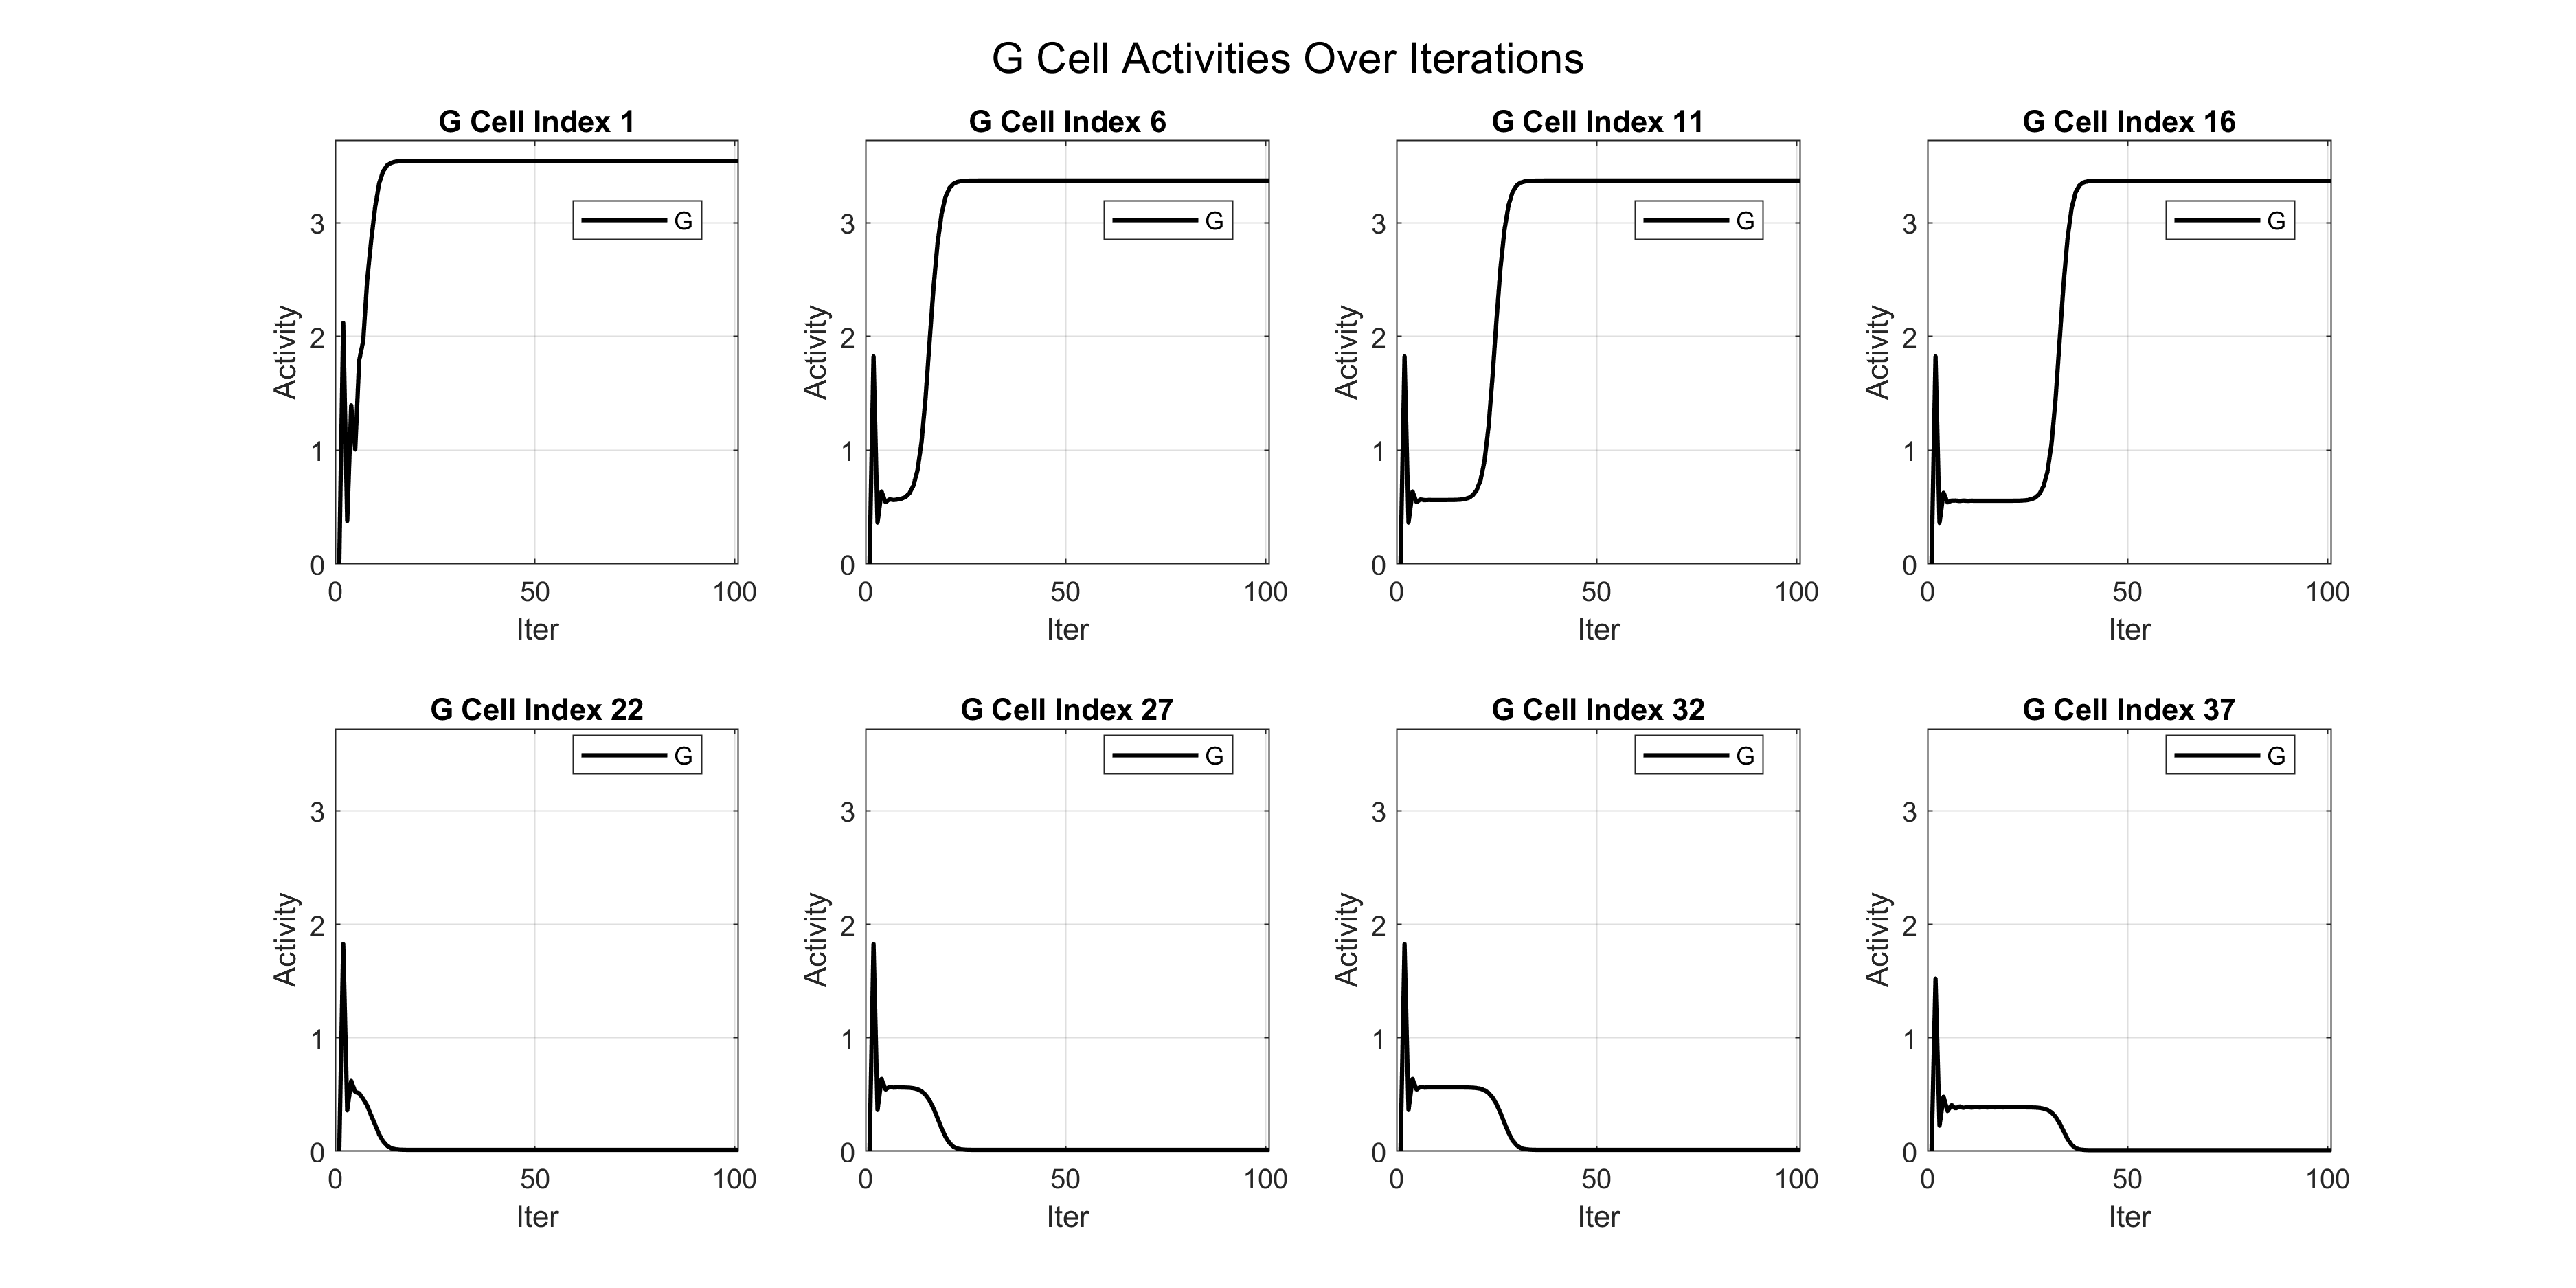 G Cell Activities Over Iterations
G Cell Index 1
G Cell Index 6
G Cell Index 11
G Cell Index 16
Activity
3
2
1
0
0 50 100
Iter
G
Activity
3
2
1
0
0 50 100
Iter
G
Activity
3
2
1
0
0 50 100
Iter
G
Activity
3
2
1
0
0 50 100
Iter
G
G Cell Index 22
G Cell Index 27
G Cell Index 32
G Cell Index 37
Activity
3
2
1
0
0 50 100
Iter
G
Activity
3
2
1
0
0 50 100
Iter
G
Activity
3
2
1
0
0 50 100
Iter
G
Activity
3
2
1
0
0 50 100
Iter
G